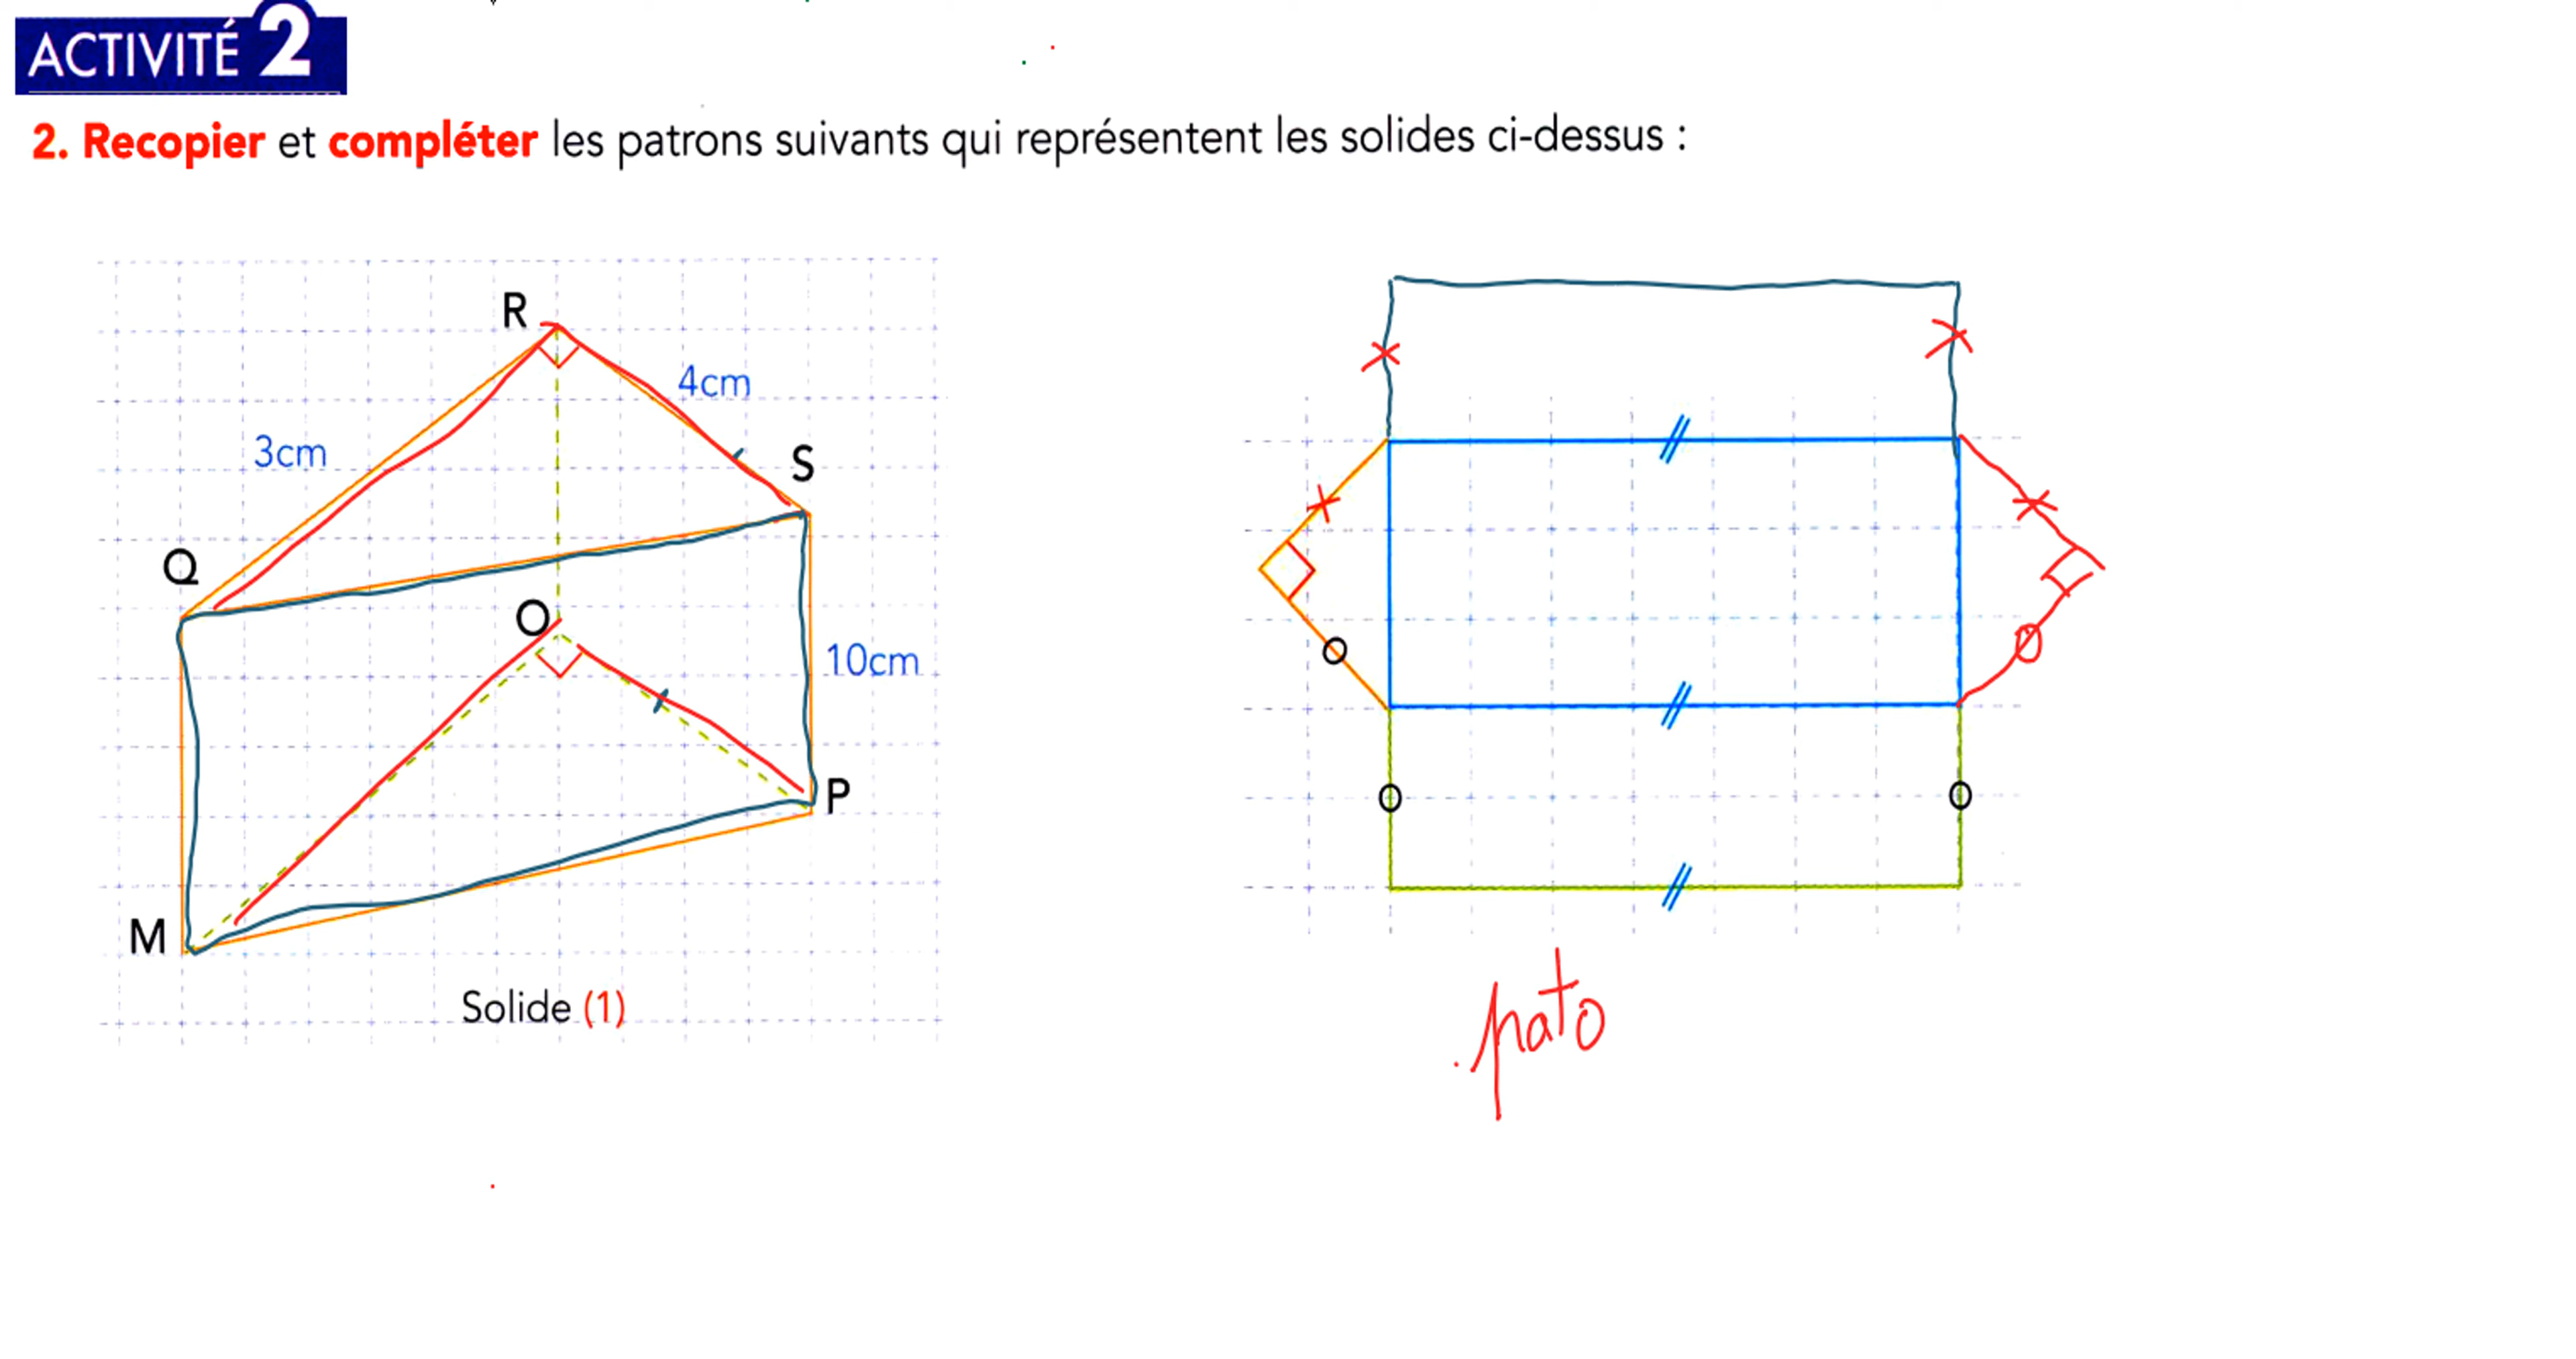 ACTIVITÉ 2
2. Recopier et compléter les patrons suivants qui représentent les solides ci-dessus :
R
4cm
3cm
S
Q
O
10cm
P
M
Solide (1)
pato